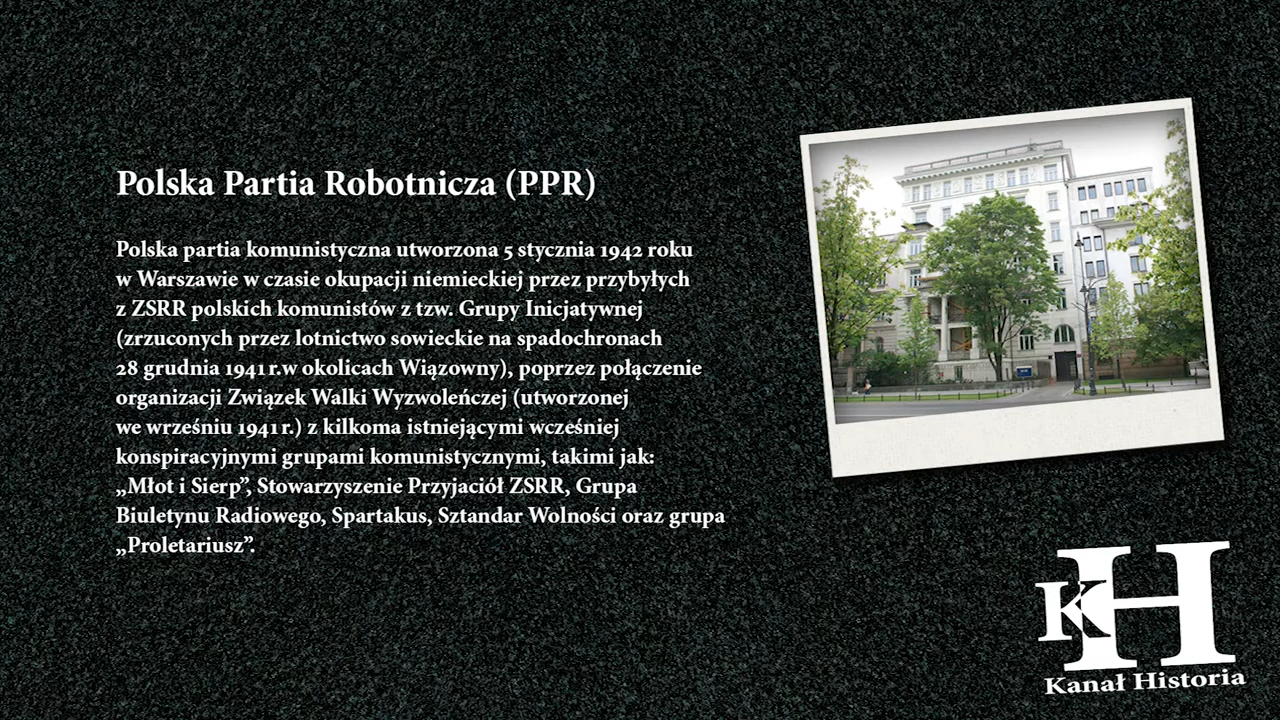 Polska Partia Robotnicza (PPR)
Polska partia komunistyczna utworzona 5 stycznia 1942 roku
w Warszawie w czasie okupacji niemieckiej przez przybyłych
z ZSRR polskich komunistów z tzw. Grupy Inicjatywnej
(zrzuconych przez lotnictwo sowieckie na spadochronach
28 grudnia 1941 r.w okolicach Wiązowny), poprzez połączenie
organizacji Związek Walki Wyzwoleńczej (utworzonej
we wrześniu 1941 r.) z kilkoma istniejącymi wcześniej
konspiracyjnymi grupami komunistycznymi, takimi jak:
„Młot i Sierp”, Stowarzyszenie Przyjaciół ZSRR, Grupa
Biuletynu Radiowego, Spartakus, Sztandar Wolności oraz grupa
„Proletariusz”.
KH
Kanał Historia